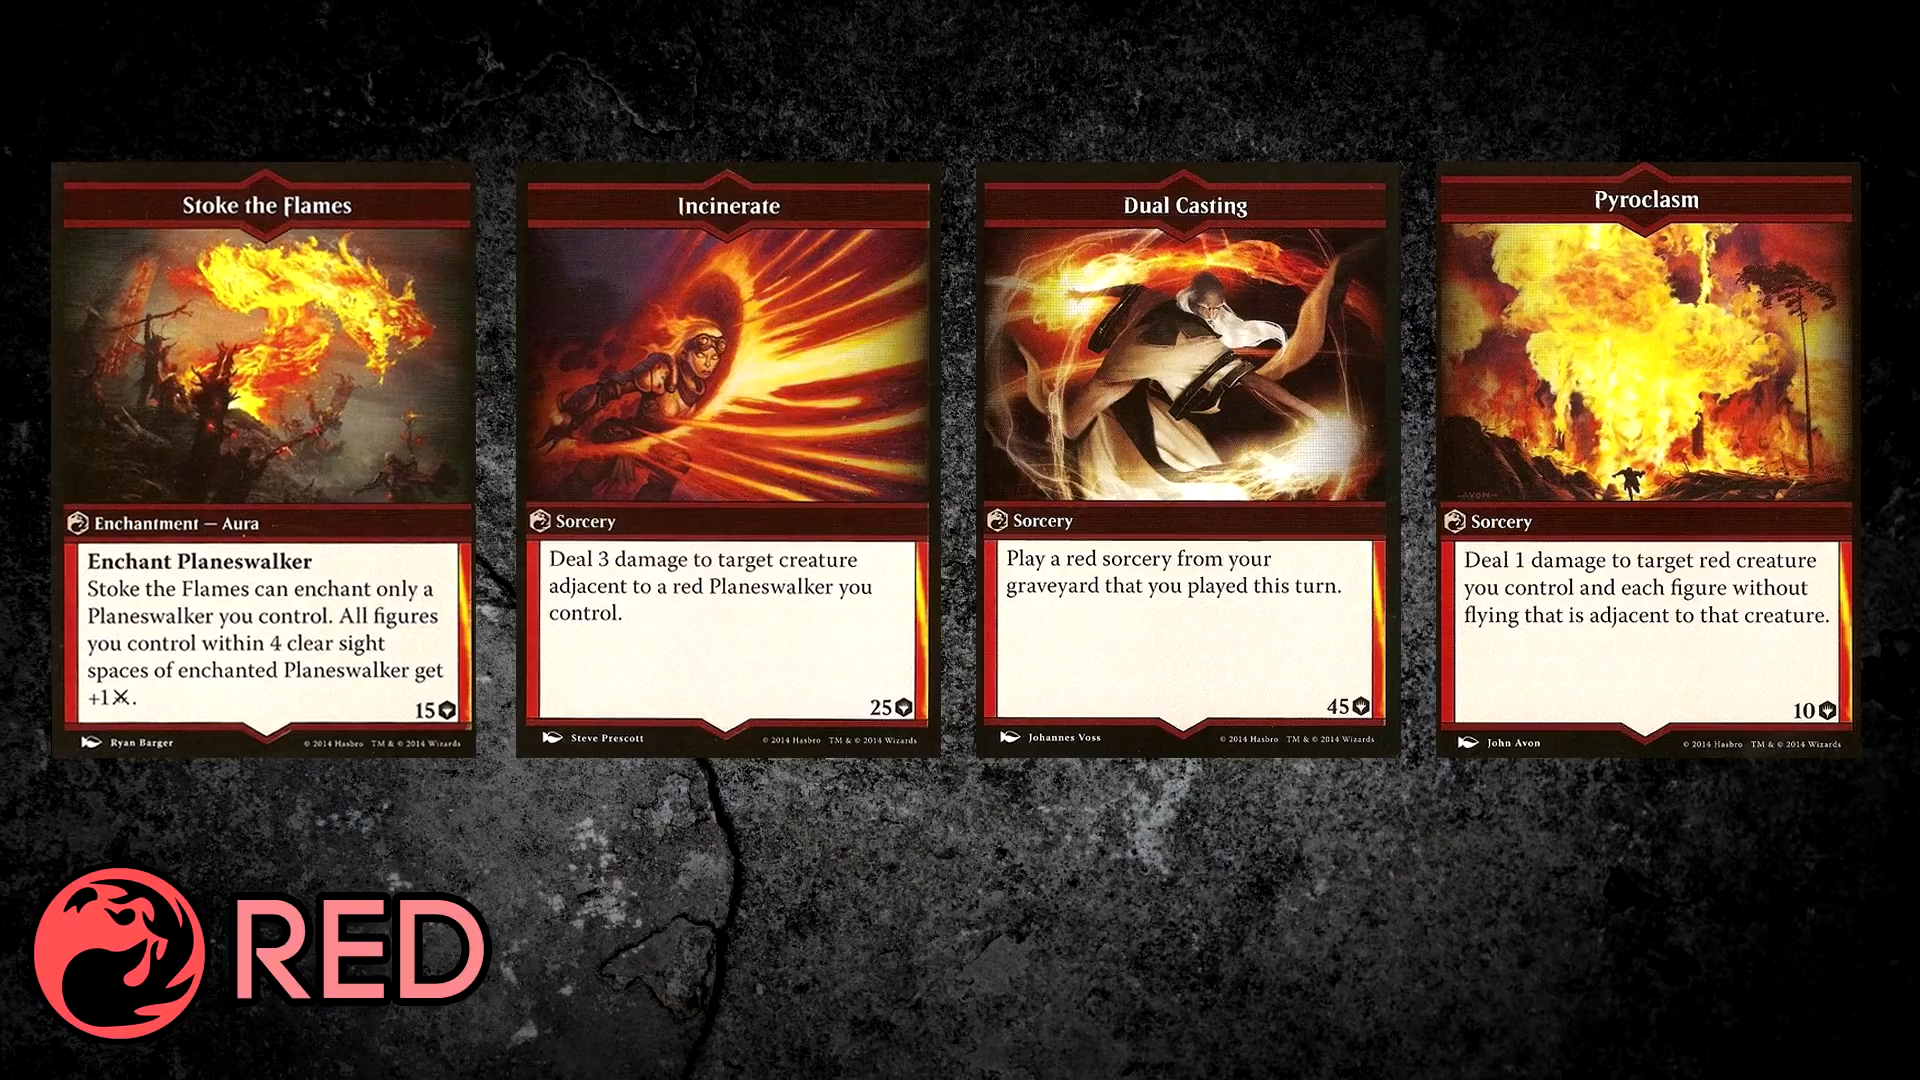 Stoke the Flames
Enchantment — Aura
Enchant Planeswalker
Stoke the Flames can enchant only a
Planeswalker you control. All figures
you control within 4 clear sight
spaces of enchanted Planeswalker get
+1⚔.
15
Ryan Barger
© 2014 Hasbro TM & © 2014 Wizards
Incinerate
Sorcery
Deal 3 damage to target creature
adjacent to a red Planeswalker you
control.
25
Steve Prescott
© 2014 Hasbro TM & © 2014 Wizards
Dual Casting
Sorcery
Play a red sorcery from your
graveyard that you played this turn.
45
Johannes Voss
© 2014 Hasbro TM & © 2014 Wizards
Pyroclasm
-AVON-
Sorcery
Deal 1 damage to target red creature
you control and each figure without
flying that is adjacent to that creature.
10
John Avon
© 2014 Hasbro TM & © 2014 Wizards
RED